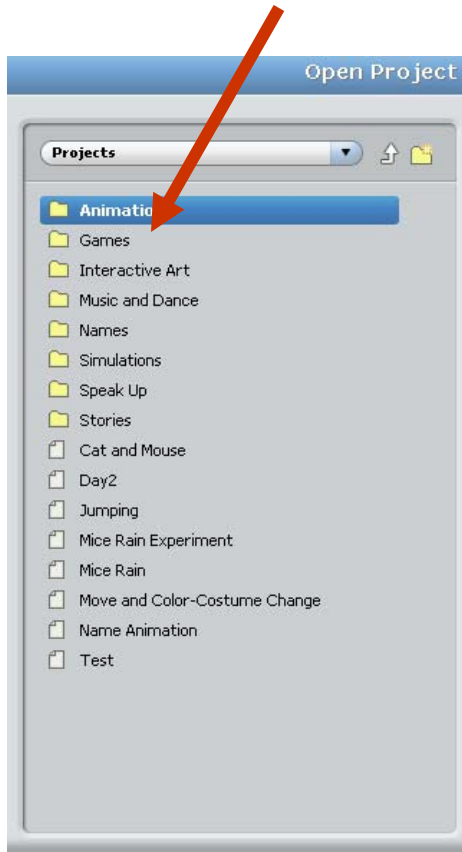 Open Project
Projects
Animatio
Games
Interactive Art
Music and Dance
Names
Simulations
Speak Up
Stories
Cat and Mouse
Day2
Jumping
Mice Rain Experiment
Mice Rain
Move and Color-Costume Change
Name Animation
Test